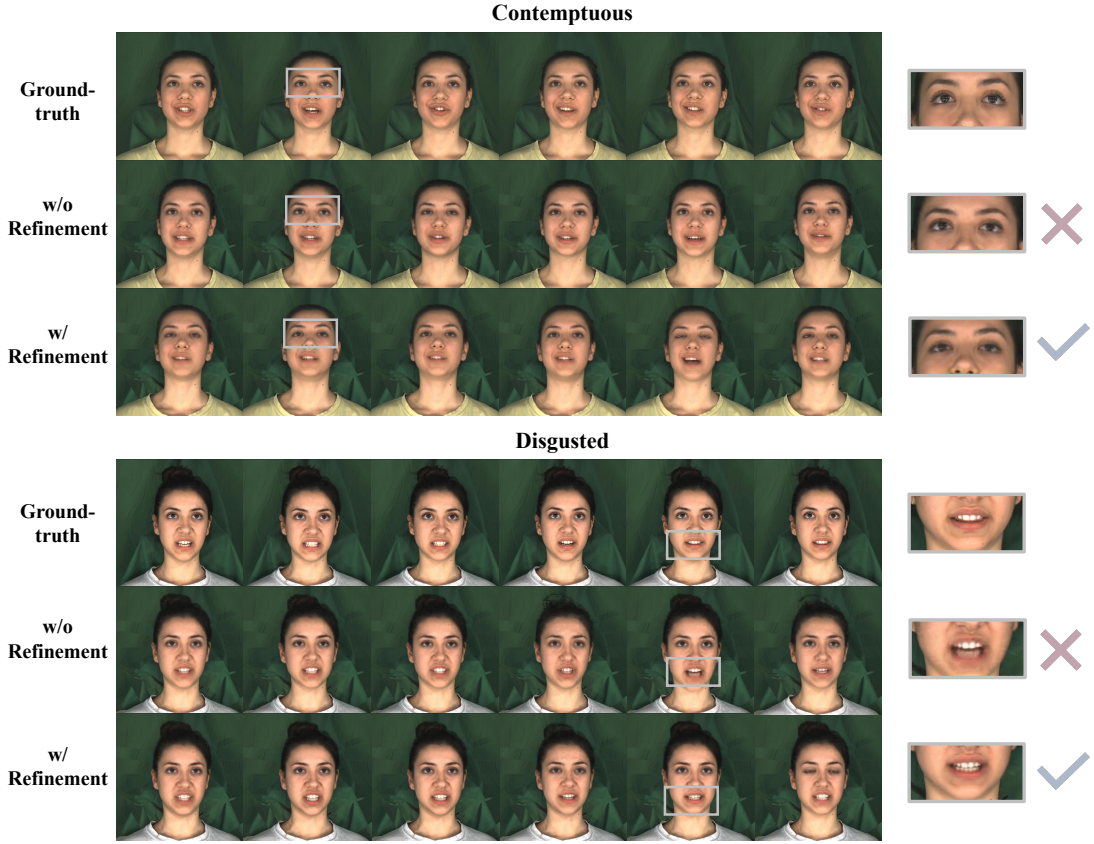 Contemptuous
Ground-
truth
w/o
Refinement
w/
Refinement
Disgusted
Ground-
truth
w/o
Refinement
w/
Refinement